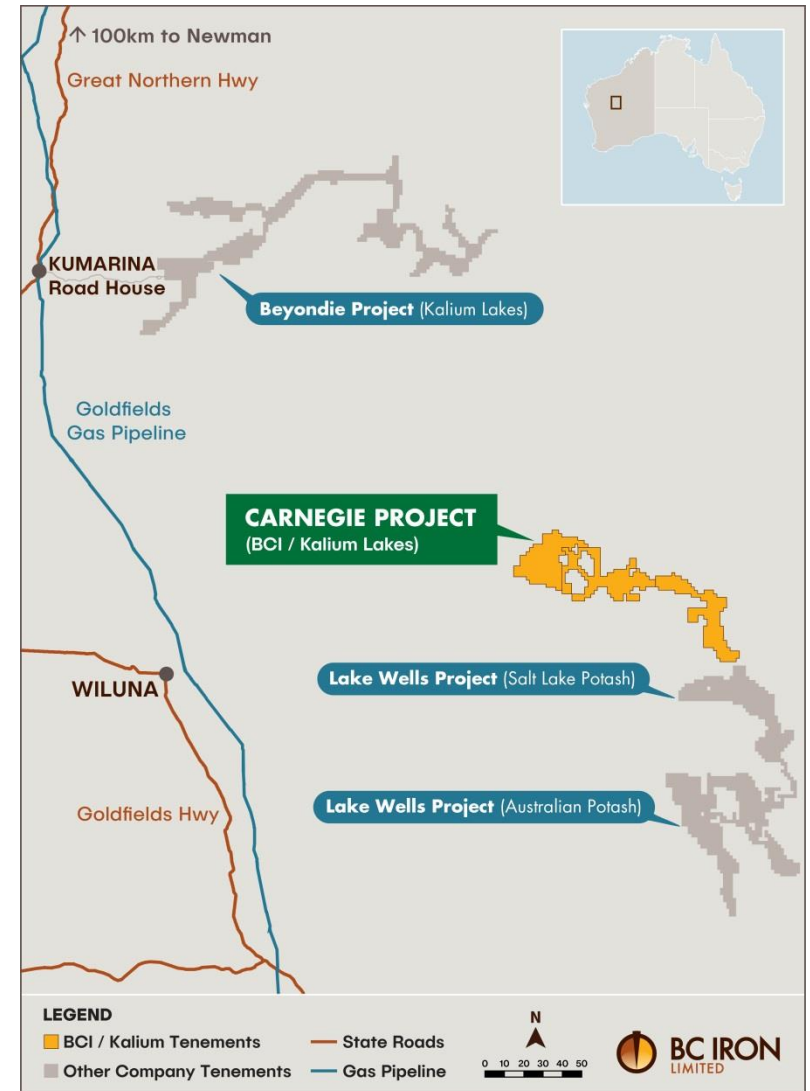 ↑ 100km to Newman
Great Northern Hwy
KUMARINA
Road House
Beyondie Project (Kalium Lakes)
Goldfields
Gas Pipeline
CARNEGIE PROJECT
(BCI / Kalium Lakes)
WILUNA
Lake Wells Project (Salt Lake Potash)
Goldfields Hwy
Lake Wells Project (Australian Potash)
LEGEND
BCI / Kalium Tenements
State Roads
Other Company Tenements
Gas Pipeline
N
0 10 20 30 40 50
BC IRON
LIMITED